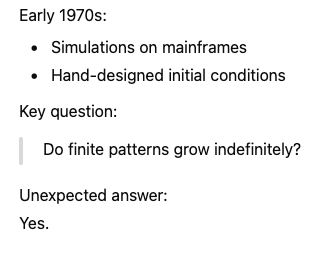 Early 1970s:
• Simulations on mainframes
• Hand-designed initial conditions
Key question:
Do finite patterns grow indefinitely?
Unexpected answer:
Yes.